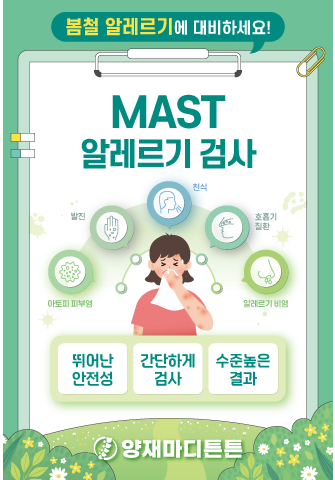 봄철 알레르기에 대비하세요!
MAST
알레르기 검사
천식
발진
호흡기
질환
아토피 피부염
알레르기 비염
뛰어난
안전성
간단하게
검사
수준높은
결과
양재마디튼튼